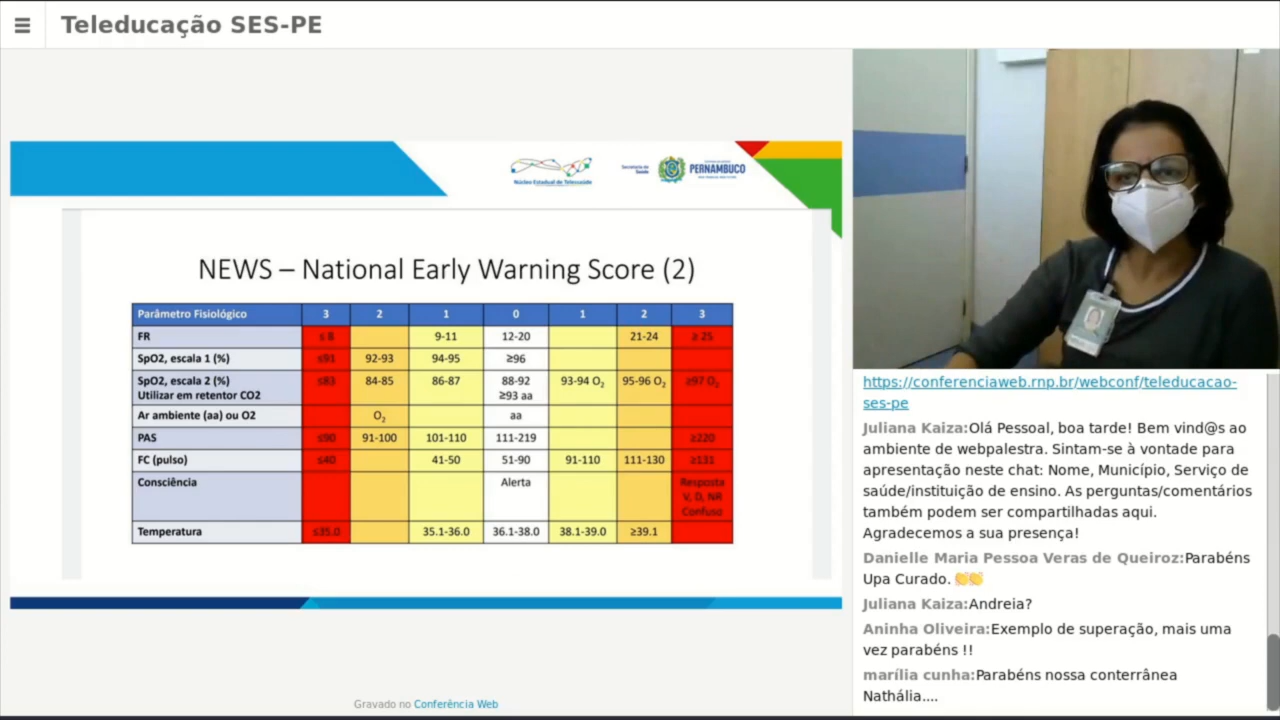 Teleducação SES-PE
Núcleo Estadual de Telessaúde
Secretaria de
Saúde
PERNAMBUCO
NEWS – National Early Warning Score (2)
Parâmetro Fisiológico 3 2 1 0 1 2 3
FR ≤ 8 9-11 12-20 21-24 ≥ 25
SpO2, escala 1 (%) ≤91 92-93 94-95 ≥96
SpO2, escala 2 (%) ≤83 84-85 86-87 88-92 93-94 O₂ 95-96 O₂ ≥97 O₂
Utilizar em retentor CO2 ≥93 aa
Ar ambiente (aa) ou O2 O₂ aa
PAS ≤90 91-100 101-110 111-219 ≥220
FC (pulso) ≤40 41-50 51-90 91-110 111-130 ≥131
Consciência Alerta Resposta
V, D, NR
Confuso
Temperatura ≤35.0 35.1-36.0 36.1-38.0 38.1-39.0 ≥39.1
Gravado no Conferência Web
https://conferenciaweb.rnp.br/webconf/teleducacao-
ses-pe
Juliana Kaiza:Olá Pessoal, boa tarde! Bem vind@s ao
ambiente de webpalestra. Sintam-se à vontade para
apresentação neste chat: Nome, Município, Serviço de
saúde/instituição de ensino. As perguntas/comentários
também podem ser compartilhadas aqui.
Agradecemos a sua presença!
Danielle Maria Pessoa Veras de Queiroz:Parabéns
Upa Curado. 👏👏
Juliana Kaiza:Andreia?
Aninha Oliveira:Exemplo de superação, mais uma
vez parabéns !!
marília cunha:Parabéns nossa conterrânea
Nathália....